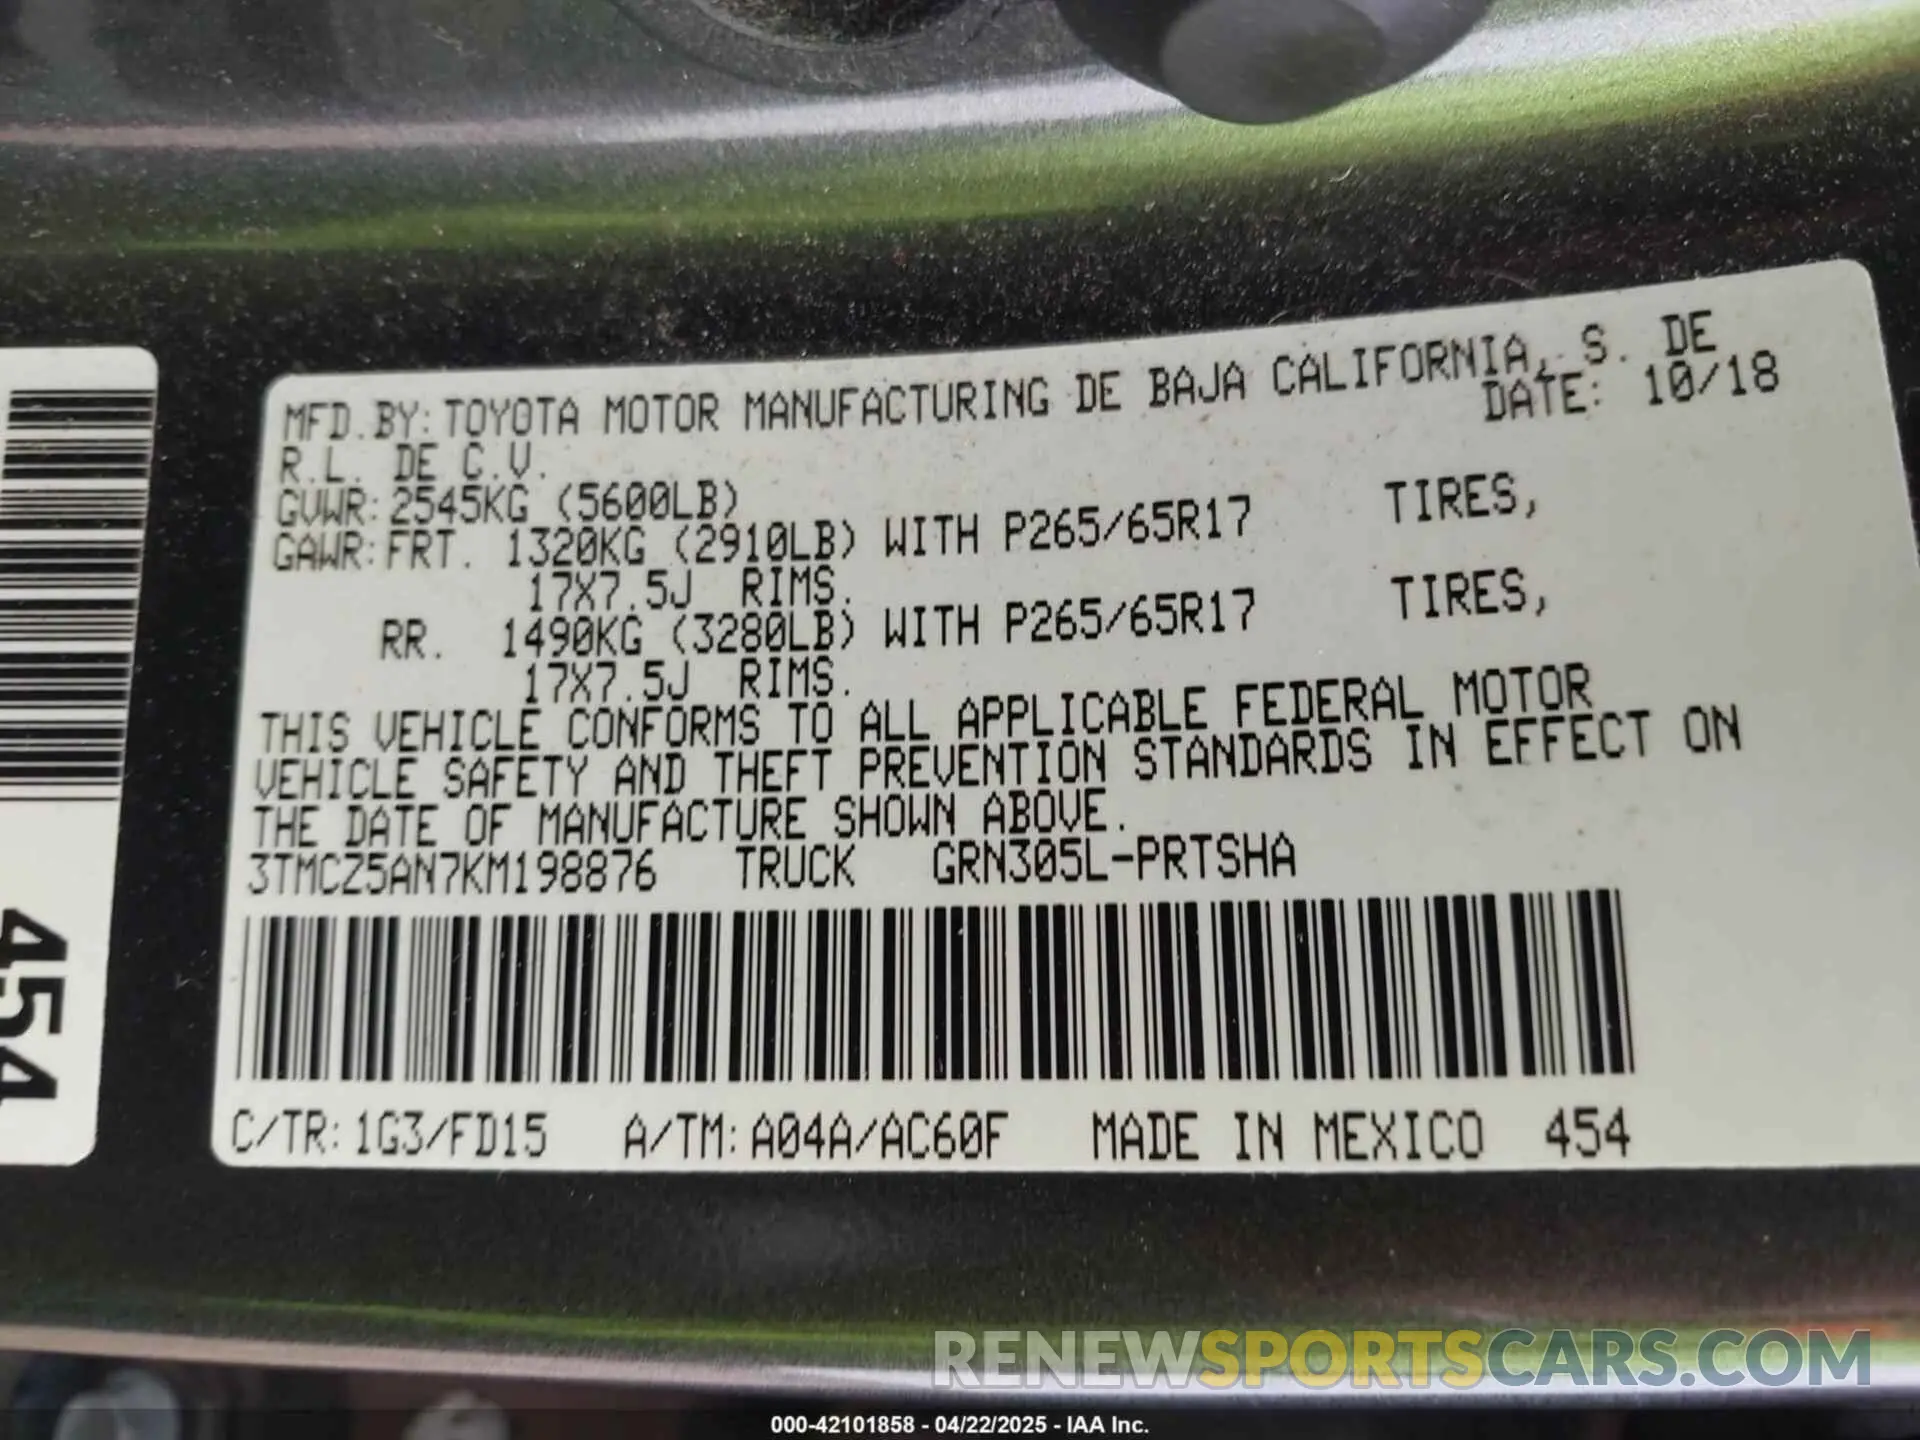 MFD.BY:TOYOTA MOTOR MANUFACTURING DE BAJA CALIFORNIA, S. DE
R.L. DE C.V. DATE: 10/18
GVWR:2545KG (5600LB)
GAWR:FRT. 1320KG (2910LB) WITH P265/65R17 TIRES,
17X7.5J RIMS.
RR. 1490KG (3280LB) WITH P265/65R17 TIRES,
17X7.5J RIMS.
THIS VEHICLE CONFORMS TO ALL APPLICABLE FEDERAL MOTOR
VEHICLE SAFETY AND THEFT PREVENTION STANDARDS IN EFFECT ON
THE DATE OF MANUFACTURE SHOWN ABOVE.
3TMCZ5AN7KM198876 TRUCK GRN305L-PRTSHA
C/TR:1G3/FD15 A/TM:A04A/AC60F MADE IN MEXICO 454
454
RENEWSPORTSCARS.COM
000-42101858 - 04/22/2025 - IAA Inc.